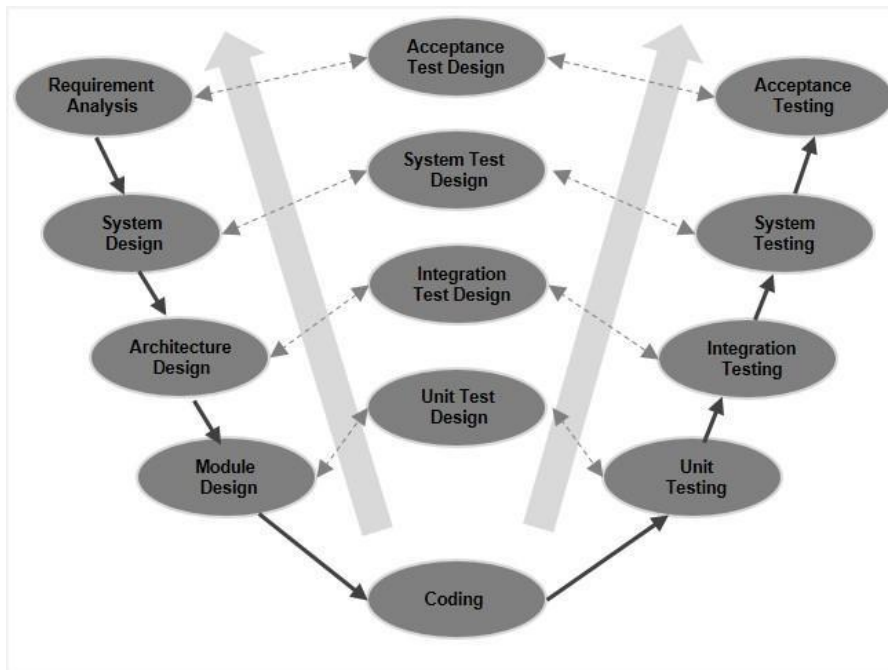 Acceptance
Test Design
Requirement
Analysis
Acceptance
Testing
System Test
Design
System
Design
System
Testing
Integration
Test Design
Architecture
Design
Integration
Testing
Unit Test
Design
Module
Design
Unit
Testing
Coding